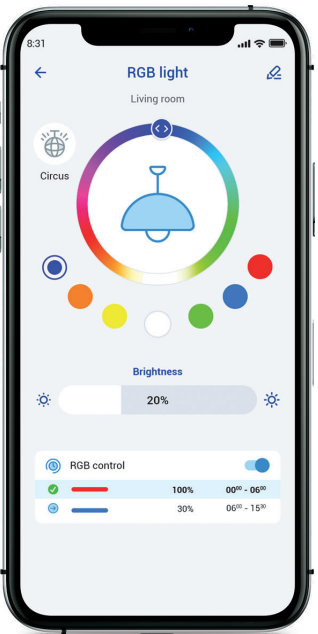 8:31
RGB light
Living room
Circus
Brightness
20%
RGB control
100% 00⁰⁰ - 06⁰⁰
30% 06⁰⁰ - 15³⁰